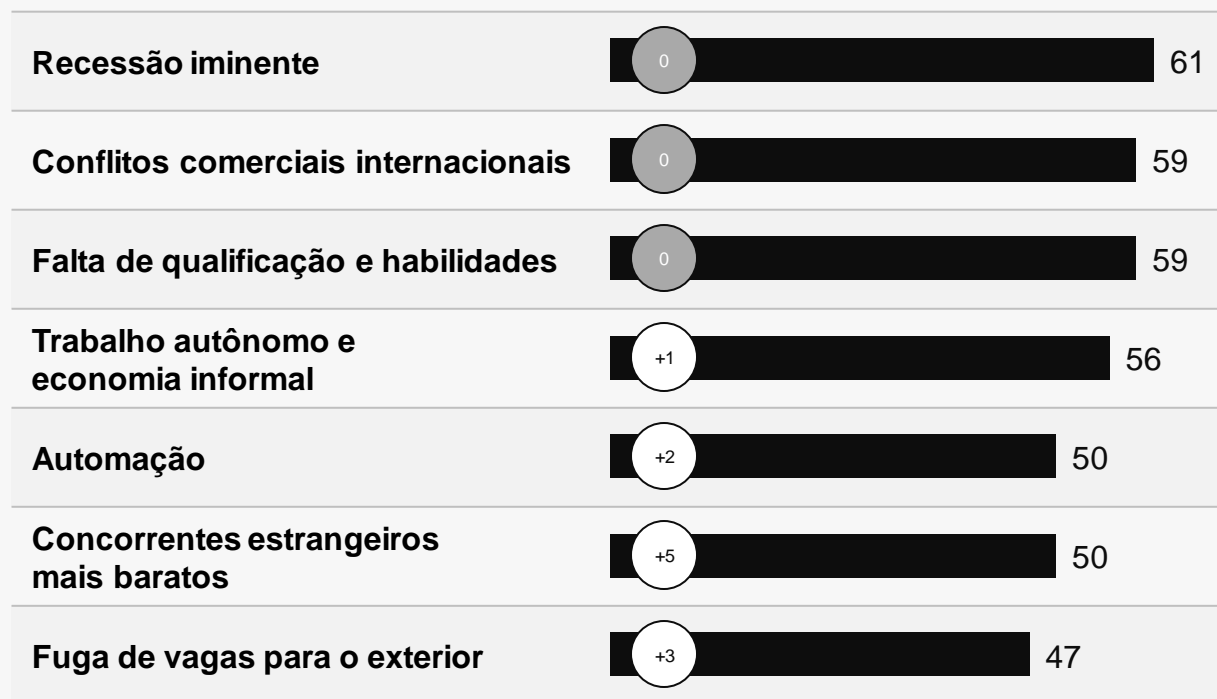 Recessão iminente
0
61
Conflitos comerciais internacionais
0
59
Falta de qualificação e habilidades
0
59
Trabalho autônomo e
economia informal
+1
56
Automação
+2
50
Concorrentes estrangeiros
mais baratos
+5
50
Fuga de vagas para o exterior
+3
47